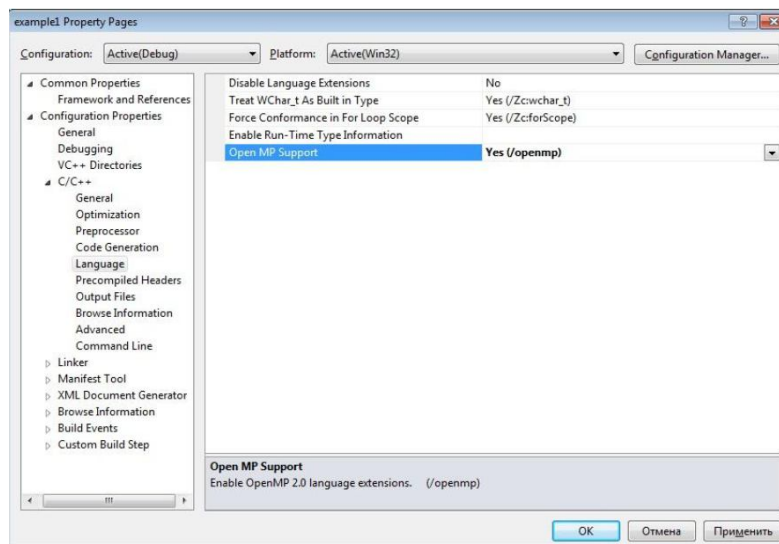 example1 Property Pages
Configuration: Active(Debug) Platform: Active(Win32) Configuration Manager...
Common Properties
Framework and References
Configuration Properties
General
Debugging
VC++ Directories
C/C++
General
Optimization
Preprocessor
Code Generation
Language
Precompiled Headers
Output Files
Browse Information
Advanced
Command Line
Linker
Manifest Tool
XML Document Generator
Browse Information
Build Events
Custom Build Step
Disable Language Extensions No
Treat WChar_t As Built in Type Yes (/Zc:wchar_t)
Force Conformance in For Loop Scope Yes (/Zc:forScope)
Enable Run-Time Type Information
Open MP Support Yes (/openmp)
Open MP Support
Enable OpenMP 2.0 language extensions. (/openmp)
OK Отмена Применить